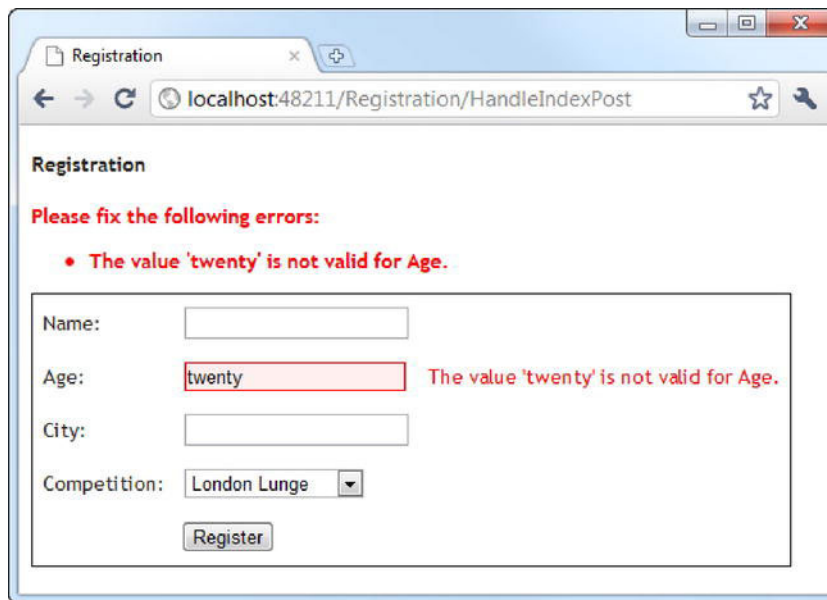 Registration
localhost:48211/Registration/HandleIndexPost
Registration
Please fix the following errors:
• The value 'twenty' is not valid for Age.
Name:
Age: twenty The value 'twenty' is not valid for Age.
City:
Competition: London Lunge
Register